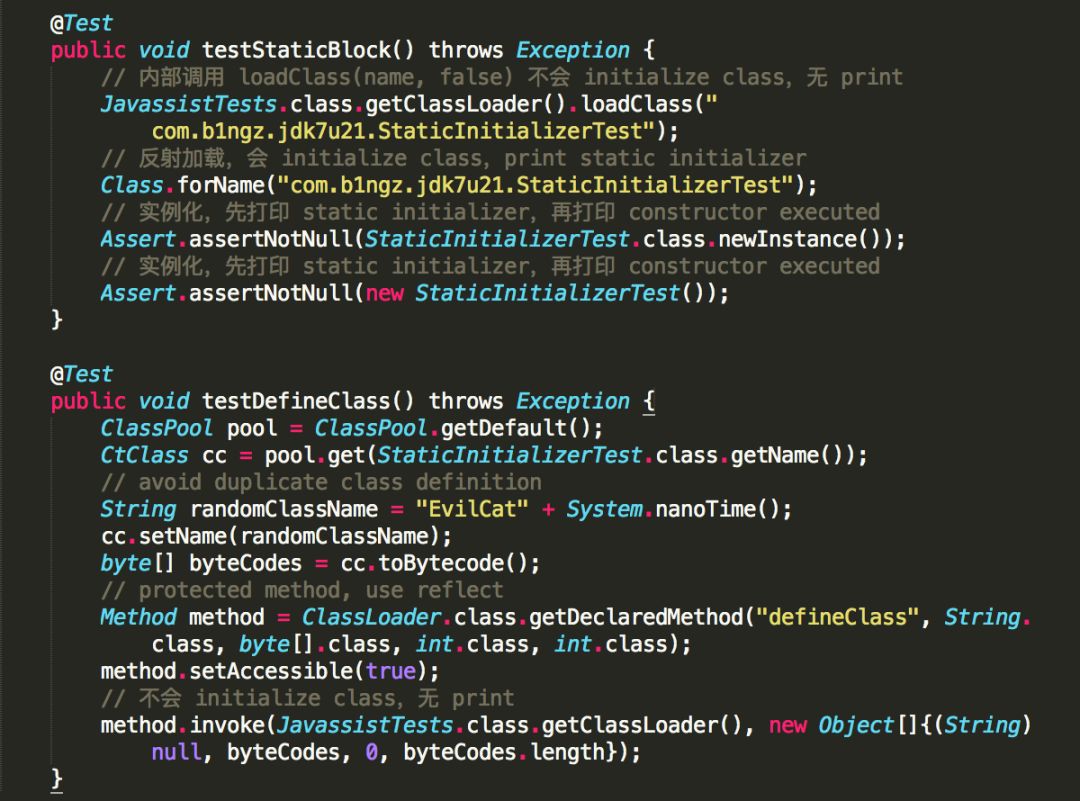 @Test
public void testStaticBlock() throws Exception {
// 内部调用 loadClass(name, false) 不会 initialize class, 无 print
JavassistTests.class.getClassLoader().loadClass("
com.b1ngz.jdk7u21.StaticInitializerTest");
// 反射加载, 会 initialize class, print static initializer
Class.forName("com.b1ngz.jdk7u21.StaticInitializerTest");
// 实例化, 先打印 static initializer, 再打印 constructor executed
Assert.assertNotNull(StaticInitializerTest.class.newInstance());
// 实例化, 先打印 static initializer, 再打印 constructor executed
Assert.assertNotNull(new StaticInitializerTest());
}
@Test
public void testDefineClass() throws Exception {
ClassPool pool = ClassPool.getDefault();
CtClass cc = pool.get(StaticInitializerTest.class.getName());
// avoid duplicate class definition
String randomClassName = "EvilCat" + System.nanoTime();
cc.setName(randomClassName);
byte[] byteCodes = cc.toBytecode();
// protected method, use reflect
Method method = ClassLoader.class.getDeclaredMethod("defineClass", String.
class, byte[].class, int.class, int.class);
method.setAccessible(true);
// 不会 initialize class, 无 print
method.invoke(JavassistTests.class.getClassLoader(), new Object[]{(String)
null, byteCodes, 0, byteCodes.length});
}